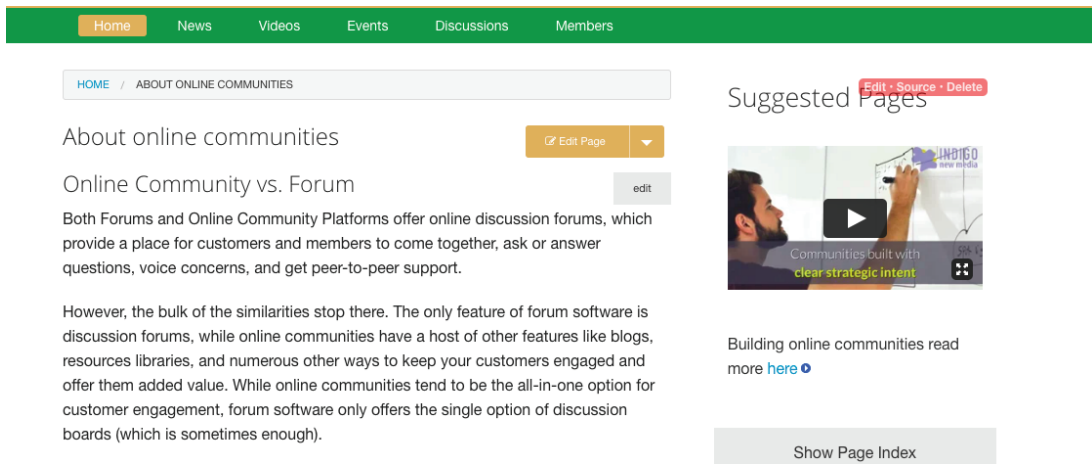 Home News Videos Events Discussions Members
HOME / ABOUT ONLINE COMMUNITIES
About online communities
Edit Page
Online Community vs. Forum
edit
Both Forums and Online Community Platforms offer online discussion forums, which
provide a place for customers and members to come together, ask or answer
questions, voice concerns, and get peer-to-peer support.
However, the bulk of the similarities stop there. The only feature of forum software is
discussion forums, while online communities have a host of other features like blogs,
resources libraries, and numerous other ways to keep your customers engaged and
offer them added value. While online communities tend to be the all-in-one option for
customer engagement, forum software only offers the single option of discussion
boards (which is sometimes enough).
Edit · Source · Delete
Suggested Pages
INDIGO
new media
Communities built with
clear strategic intent
Building online communities read
more here
Show Page Index